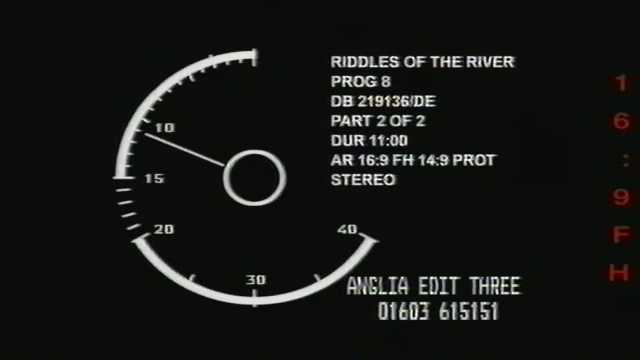 RIDDLES OF THE RIVER
PROG 8
DB 219136/DE
PART 2 OF 2
DUR 11:00
AR 16:9 FH 14:9 PROT
STEREO
10
15
20
30
40
ANGLIA EDIT THREE
01603 615151
16:9FH